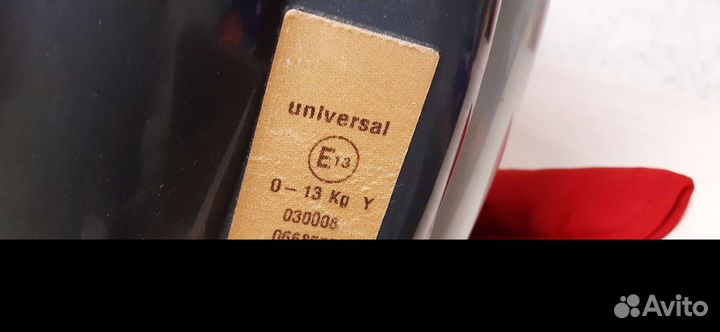 universal
E13
0 - 13 Kg Y
030008
Avito